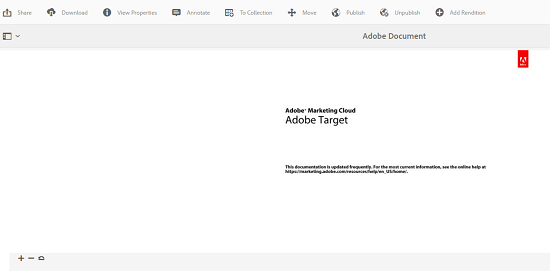 Share Download View Properties Annotate To Collection Move Publish Unpublish Add Rendition
Adobe Document
Adobe® Marketing Cloud
Adobe Target
This documentation is updated frequently. For the most current information, see the online help at
https://marketing.adobe.com/resources/help/en_US/home/.